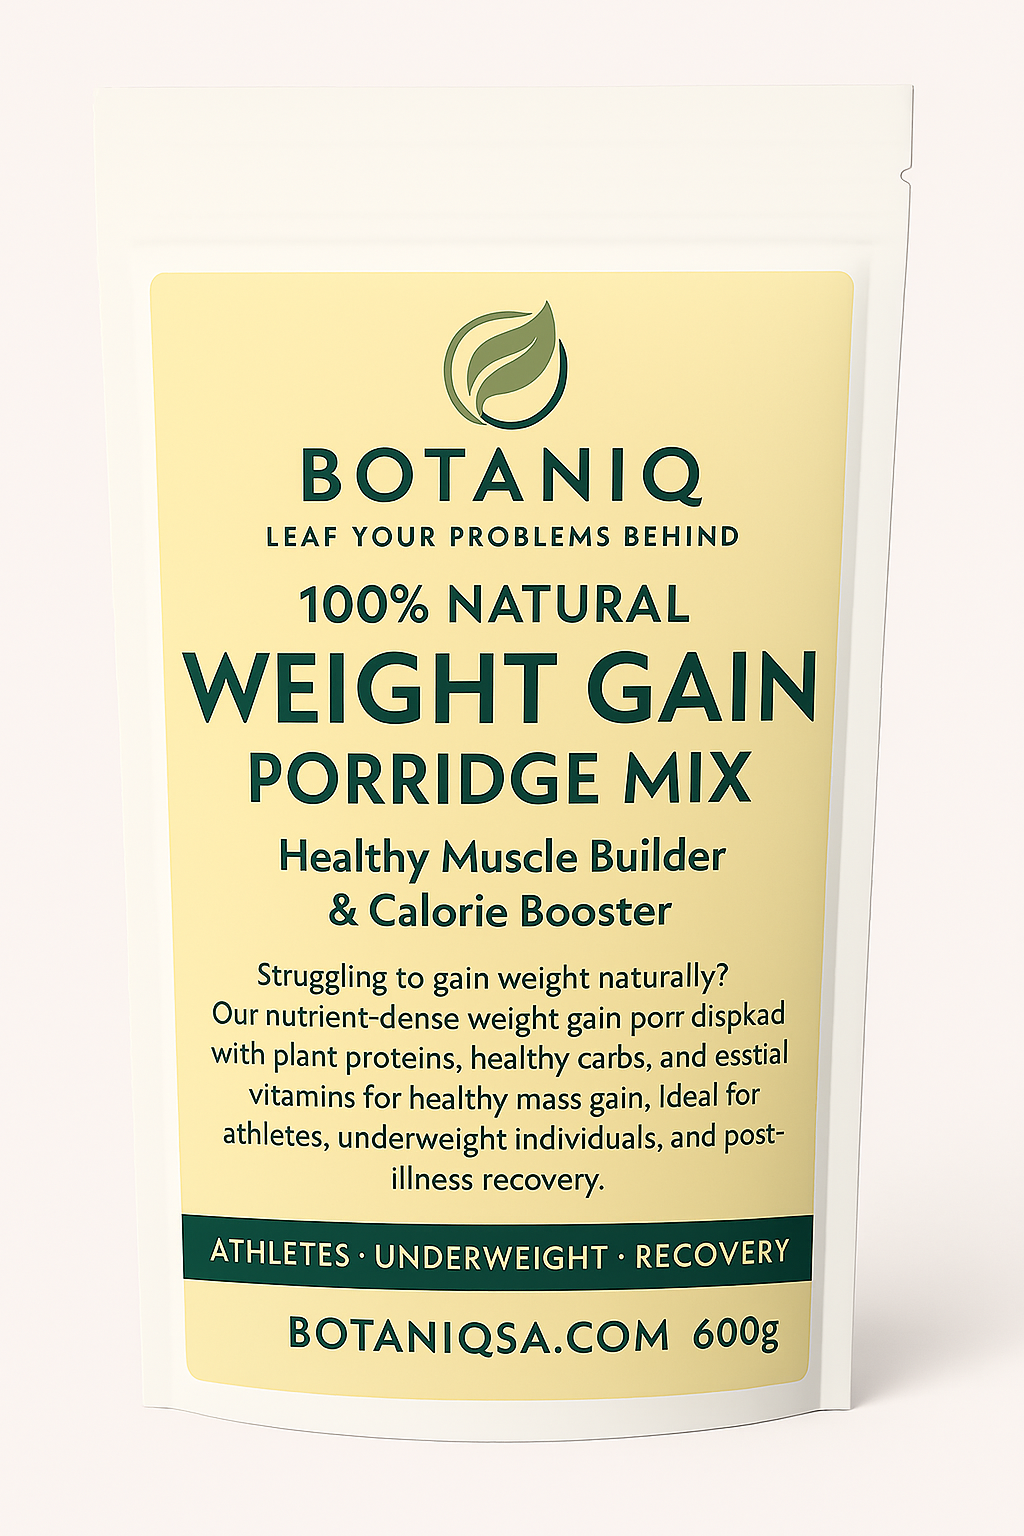 BOTANIQ
LEAF YOUR PROBLEMS BEHIND
100% NATURAL
WEIGHT GAIN
PORRIDGE MIX
Healthy Muscle Builder
& Calorie Booster
Struggling to gain weight naturally?
Our nutrient-dense weight gain porr dispkad
with plant proteins, healthy carbs, and esstial
vitamins for healthy mass gain, Ideal for
athletes, underweight individuals, and post-
illness recovery.
ATHLETES · UNDERWEIGHT · RECOVERY
BOTANIQSA.COM 600g